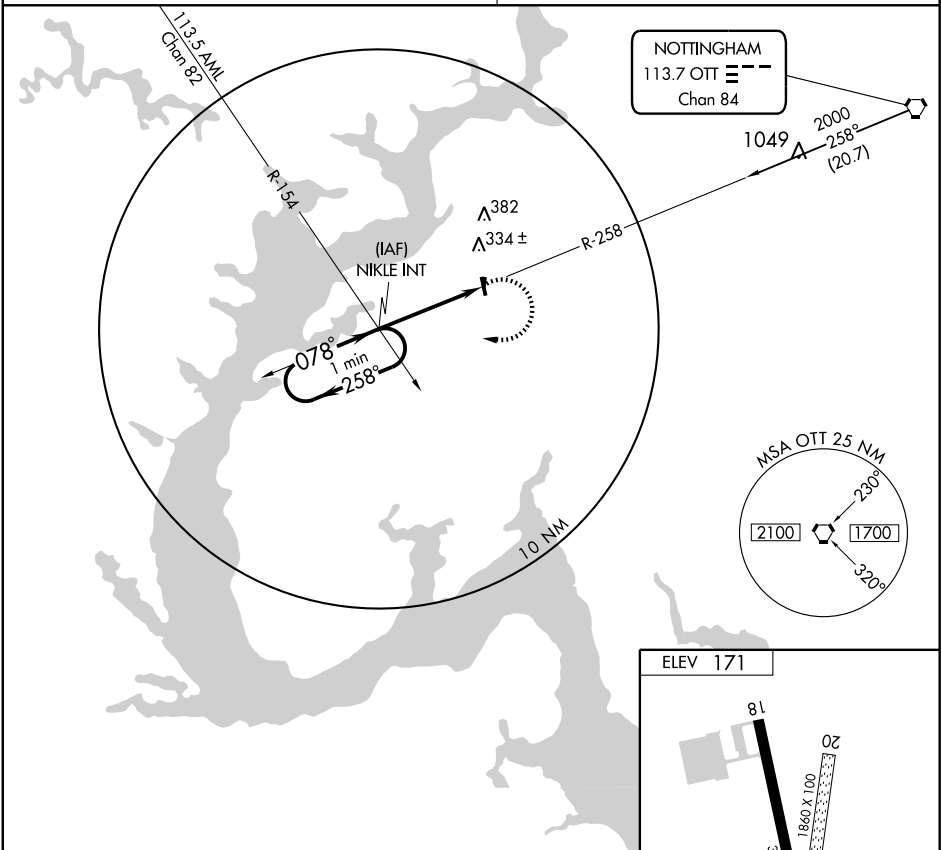 113.5 AML
Chan 82
R-154
NOTTINGHAM
113.7 OTT
Chan 84
1049
2000
258°
(20.7)
382
334 ±
R-258
(IAF)
NIKLE INT
078°
1 min
258°
10 NM
MSA OTT 25 NM
230°
2100
1700
320°
ELEV 171
18
20
1860 X 100